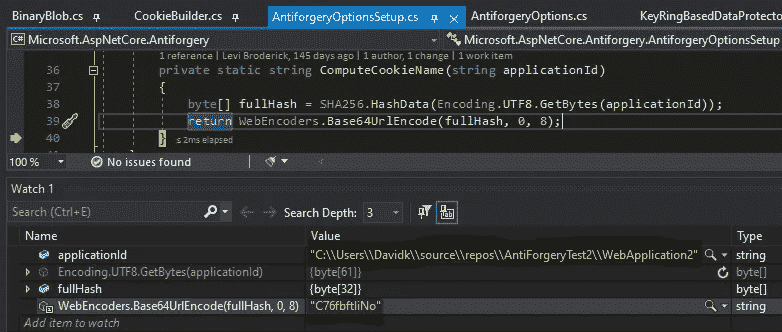 BinaryBlob.cs CookieBuilder.cs AntiforgeryOptionsSetup.cs AntiforgeryOptions.cs KeyRingBasedDataProtec
Microsoft.AspNetCore.Antiforgery Microsoft.AspNetCore.Antiforgery.AntiforgeryOptionsSetup
1 reference | Levi Broderick, 145 days ago | 1 author, 1 change | 1 work item
36 private static string ComputeCookieName(string applicationId)
37 {
38 byte[] fullHash = SHA256.HashData(Encoding.UTF8.GetBytes(applicationId));
39 return WebEncoders.Base64UrlEncode(fullHash, 0, 8);
40 } ≤ 2ms elapsed
100 % No issues found
Watch 1
Search (Ctrl+E) Search Depth: 3
Name Value Type
applicationId "C:\\Users\\Davidk\\source\\repos\\AntiForgeryTest2\\WebApplication2" string
Encoding.UTF8.GetBytes(applicationId) {byte[61]} byte[]
fullHash {byte[32]} byte[]
WebEncoders.Base64UrlEncode(fullHash, 0, 8) "C76fbftliNo" string
Add item to watch